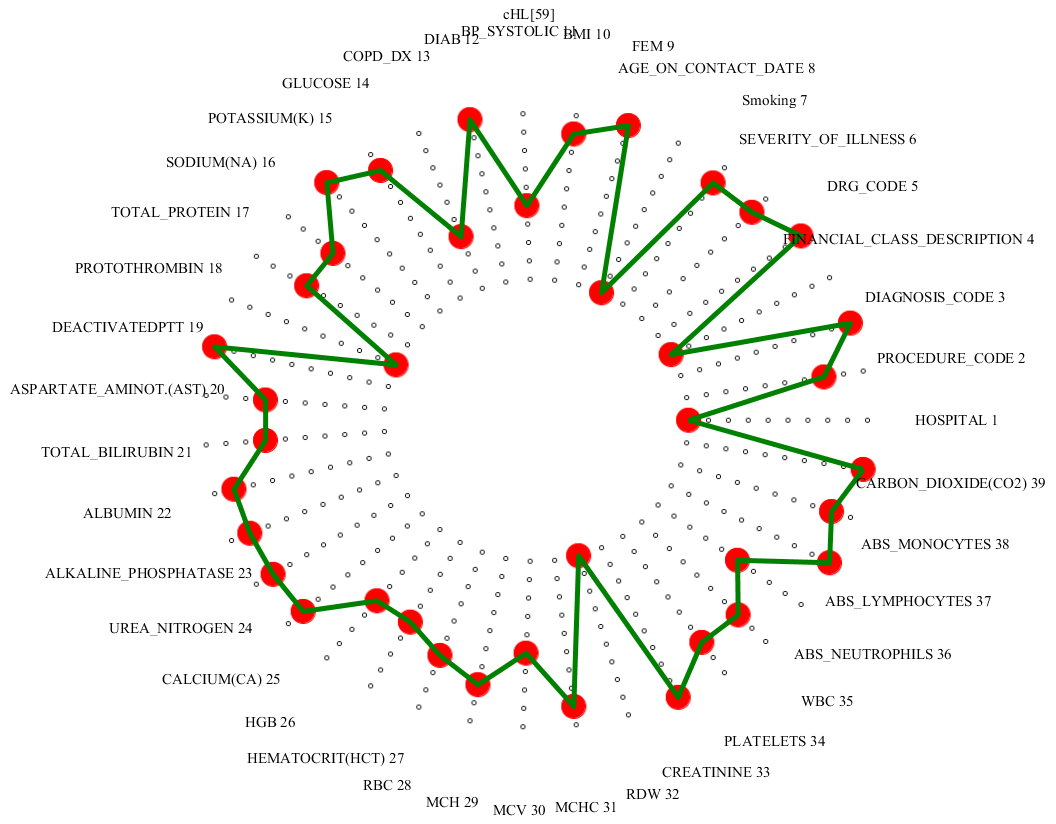 cHL[59]
BP_SYSTOLIC 11
BMI 10
DIAB 12
FEM 9
COPD_DX 13
AGE_ON_CONTACT_DATE 8
GLUCOSE 14
Smoking 7
POTASSIUM(K) 15
SEVERITY_OF_ILLNESS 6
SODIUM(NA) 16
DRG_CODE 5
TOTAL_PROTEIN 17
FINANCIAL_CLASS_DESCRIPTION 4
PROTOTHROMBIN 18
DIAGNOSIS_CODE 3
DEACTIVATEDPTT 19
PROCEDURE_CODE 2
ASPARTATE_AMINOT.(AST) 20
HOSPITAL 1
TOTAL_BILIRUBIN 21
CARBON_DIOXIDE(CO2) 39
ALBUMIN 22
ABS_MONOCYTES 38
ALKALINE_PHOSPHATASE 23
ABS_LYMPHOCYTES 37
UREA_NITROGEN 24
ABS_NEUTROPHILS 36
CALCIUM(CA) 25
WBC 35
HGB 26
PLATELETS 34
HEMATOCRIT(HCT) 27
CREATININE 33
RBC 28
RDW 32
MCH 29
MCV 30
MCHC 31